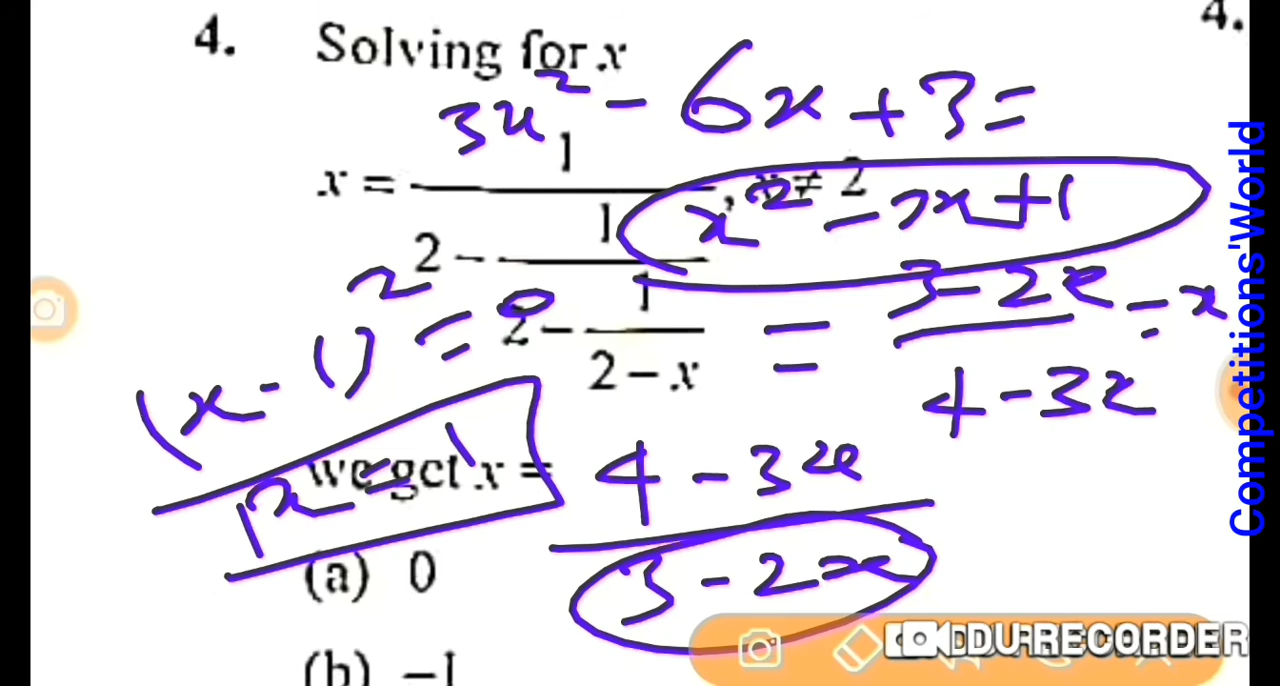 4. Solving for x
4.
3x² - 6x + 3 =
x = 1
, x ≠ 2
x² - 2x + 1
2 - 1
3 - 2x = x
(x - 1)² = 0
2 - 1
=
2 - x
4 - 3x
we get x =
x = 1
4 - 3x
3 - 2x
(a) 0
(b) -1
Competitions'World
DU RECORDER